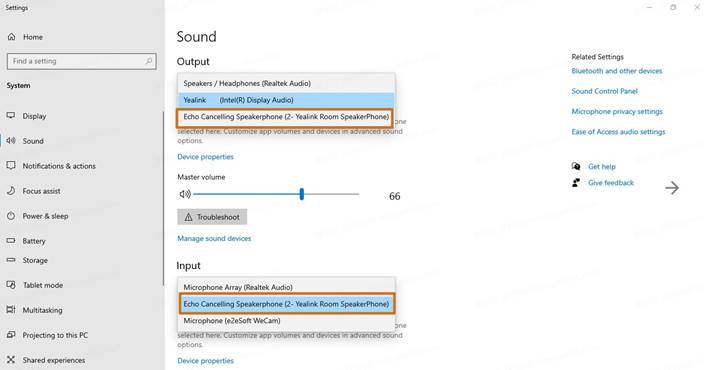 Settings
Home
Find a setting
System
Display
Sound
Notifications & actions
Focus assist
Power & sleep
Battery
Storage
Tablet mode
Multitasking
Projecting to this PC
Shared experiences
Sound
Output
Speakers / Headphones (Realtek Audio)
Yealink (Intel(R) Display Audio)
Echo Cancelling Speakerphone (2- Yealink Room SpeakerPhone)
one
selected here. Customize app volumes and devices in advanced sound
options.
Device properties
Master volume
66
Troubleshoot
Manage sound devices
Input
Microphone Array (Realtek Audio)
Echo Cancelling Speakerphone (2- Yealink Room SpeakerPhone)
Microphone (e2eSoft WeCam)
one
selected here. Customize app volumes and devices in advanced sound
options.
Device properties
Related Settings
Bluetooth and other devices
Sound Control Panel
Microphone privacy settings
Ease of Access audio settings
Get help
Give feedback